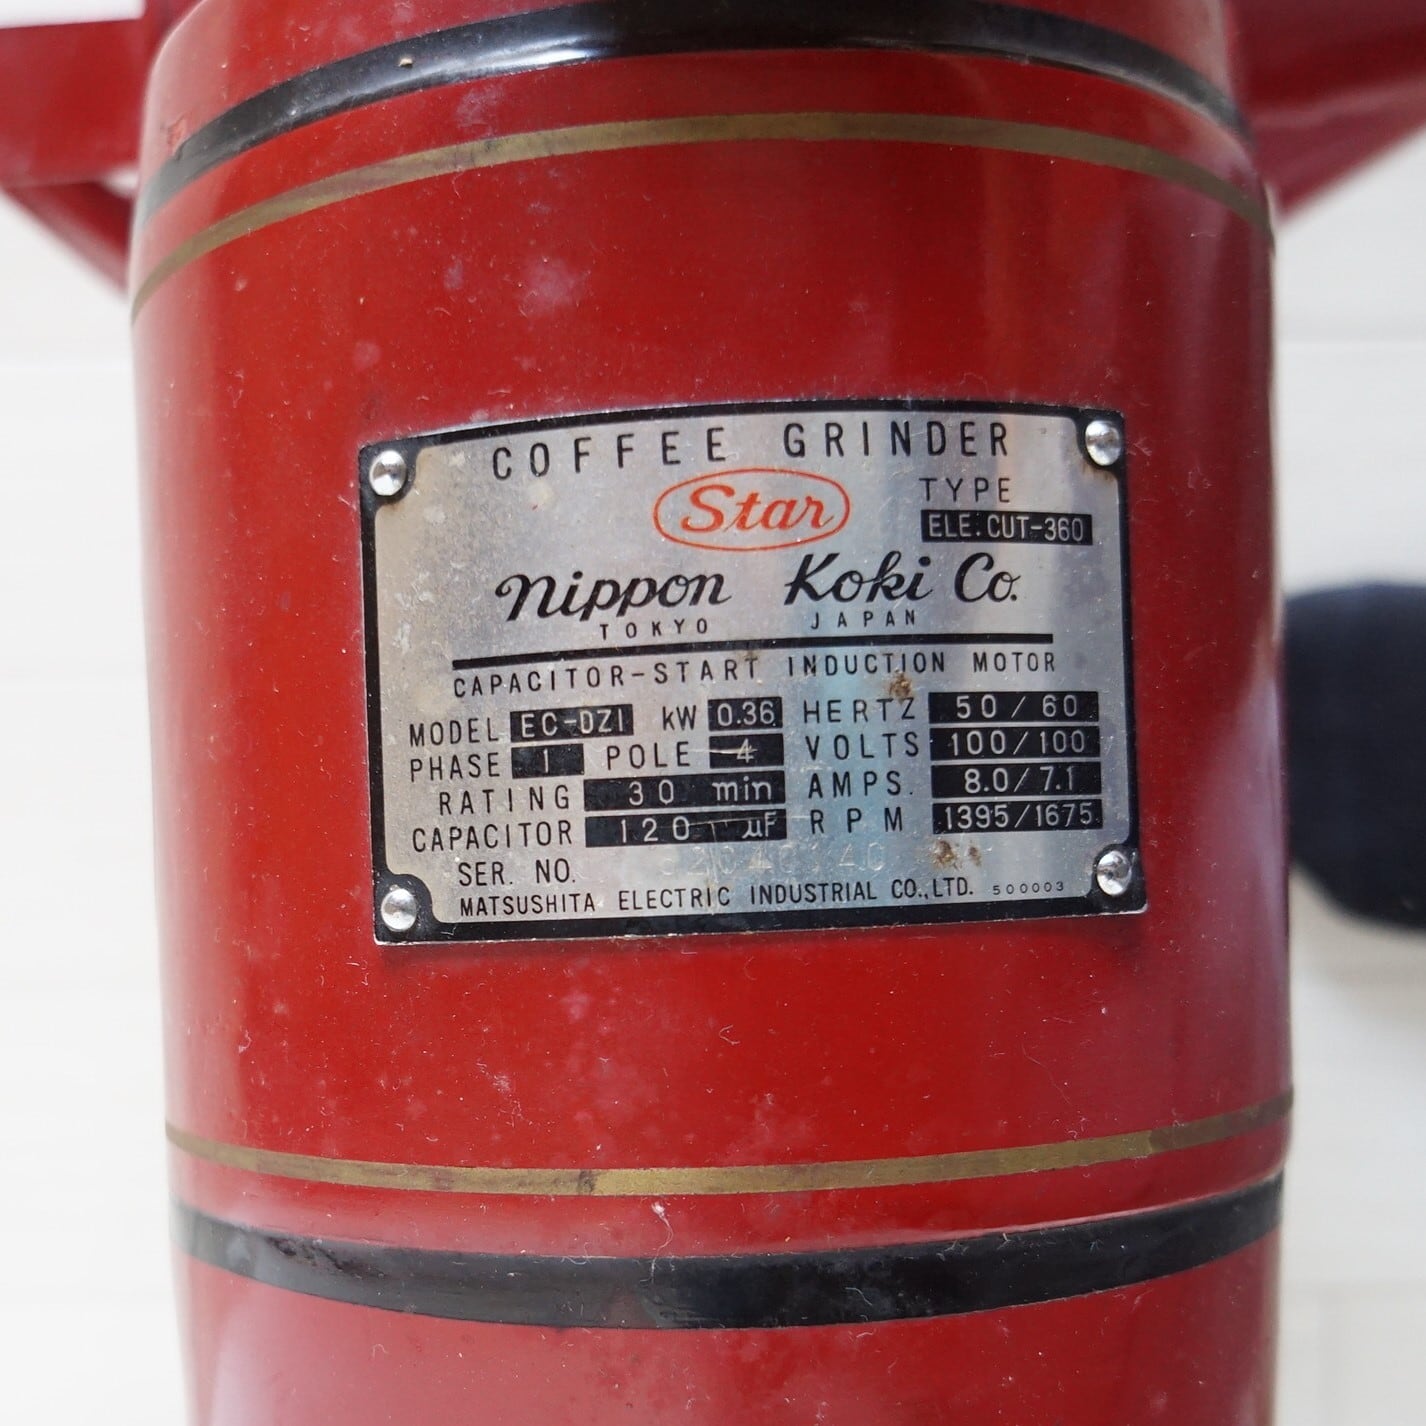 COFFEE GRINDER
Star
TYPE
ELE.CUT-360
nippon Koki Co.
TOKYO JAPAN
CAPACITOR-START INDUCTION MOTOR
MODEL EC-DZ1 kW 0.36 HERTZ 50/60
PHASE 1 POLE 4 VOLTS 100/100
RATING 30 min AMPS. 8.0/7.1
CAPACITOR 120 µF RPM 1395/1675
SER. NO.
MATSUSHITA ELECTRIC INDUSTRIAL CO.,LTD. 500003